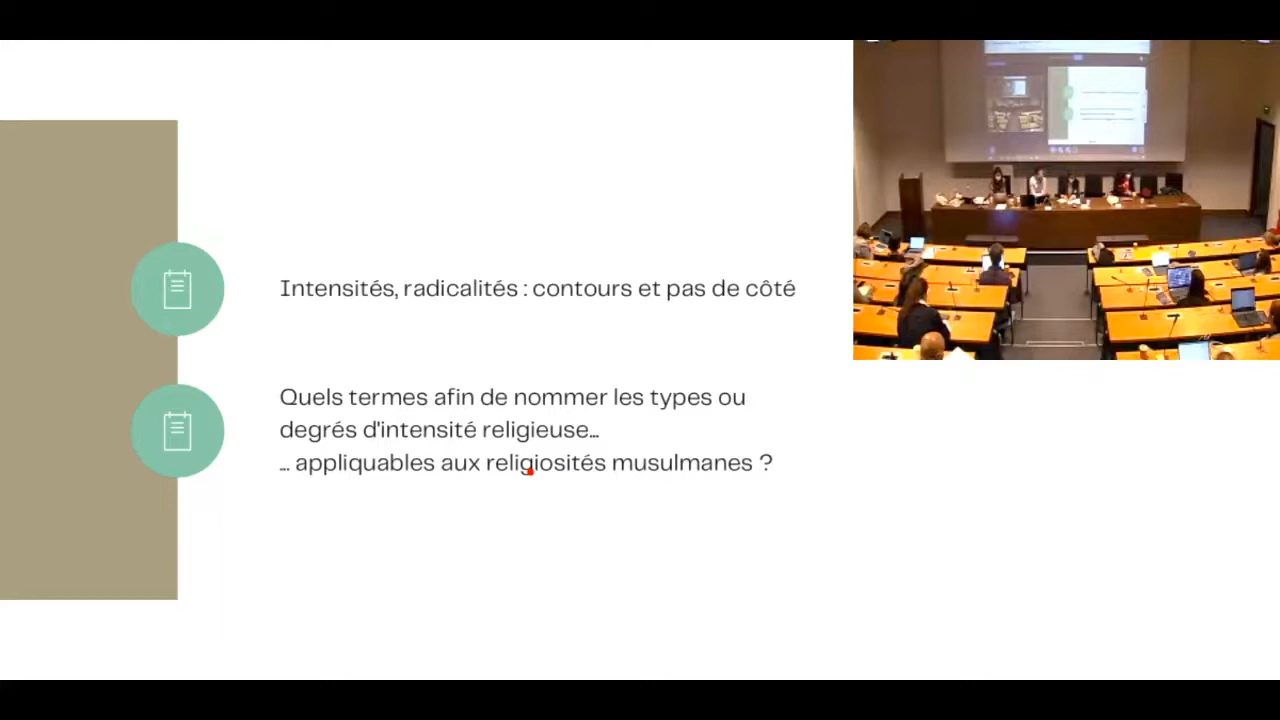 Intensités, radicalités : contours et pas de côté
Quels termes afin de nommer les types ou
degrés d'intensité religieuse...
... appliquables aux religiosités musulmanes ?